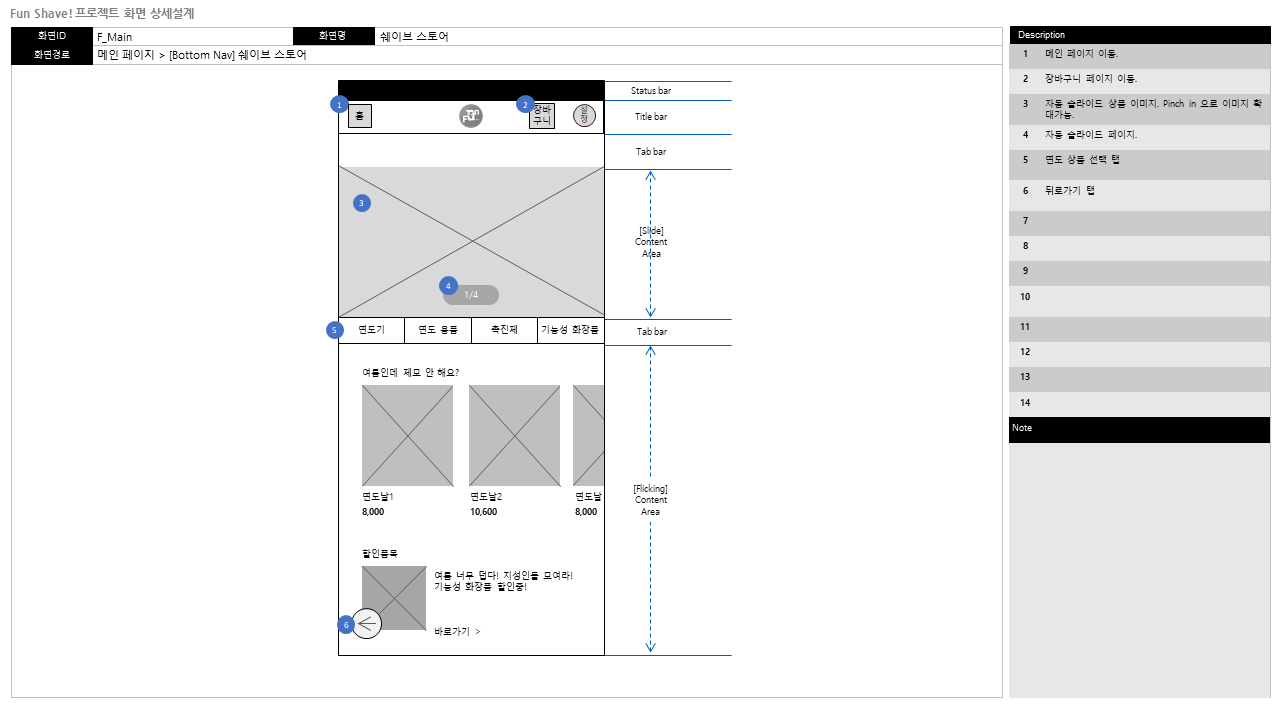 Fun Shave! 프로젝트 화면 상세설계
화면ID F_Main 화면명 쉐이브 스토어
화면경로 메인 페이지 > [Bottom Nav] 쉐이브 스토어
1 홈
Fun
2 장바
구니
Status bar
Title bar
Tab bar
3
[Slide]
Content
Area
4 1/4
5 면도기 면도 용품 촉진제 기능성 화장품
Tab bar
여름인데 제모 안 해요?
면도날1 면도날2 면도날
8,000 10,600 8,000
[Flicking]
Content
Area
할인품목
여름 너무 덥다! 지성인들 모여라!
기능성 화장품 할인중!
6
바로가기 >
Description
1 메인 페이지 이동.
2 장바구니 페이지 이동.
3 자동 슬라이드 상품 이미지. Pinch in 으로 이미지 확
대가능.
4 자동 슬라이드 페이지.
5 면도 상품 선택 탭
6 뒤로가기 탭
7
8
9
10
11
12
13
14
Note